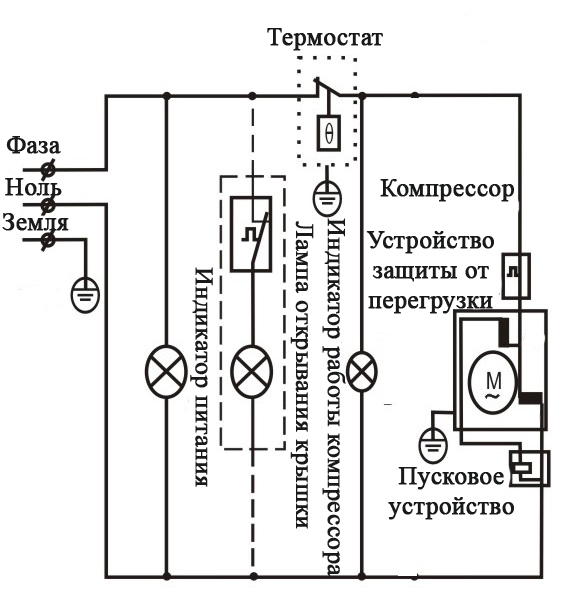 Термостат
Фаза
Ноль
Земля
Компрессор
Устройство
защиты от
перегрузки
Индикатор питания
Лампа открывания крышки
Индикатор работы компрессора
θ
M
~
Пусковое
устройство